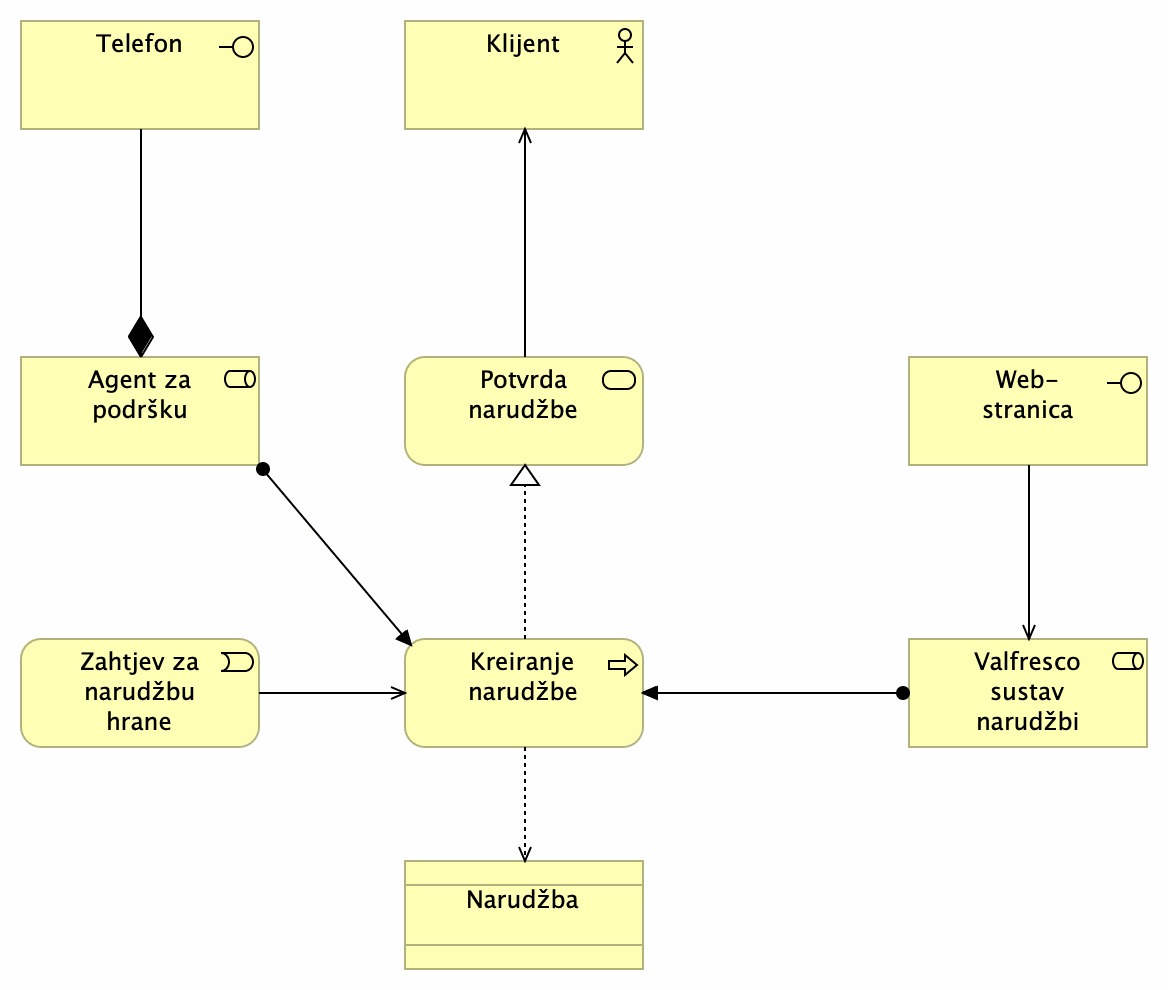 Telefon
Klijent
Agent za
podršku
Potvrda
narudžbe
Web-
stranica
Zahtjev za
narudžbu
hrane
Kreiranje
narudžbe
Valfresco
sustav
narudžbi
Narudžba